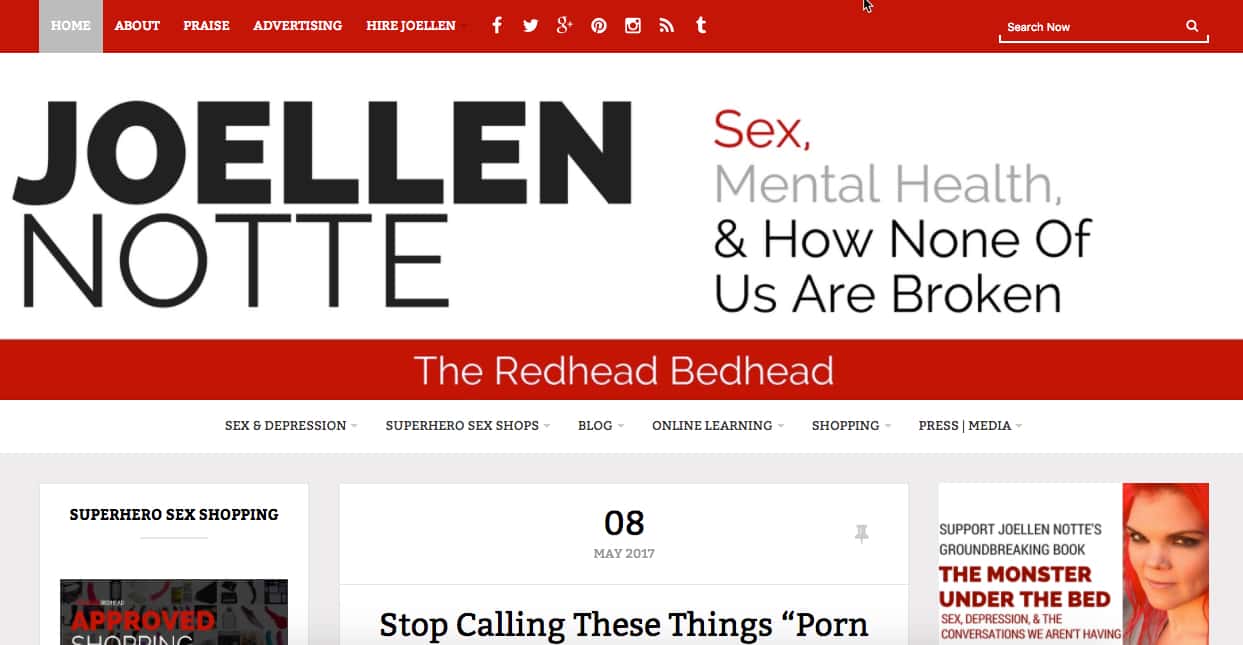 HOME ABOUT PRAISE ADVERTISING HIRE JOELLEN
Search Now
JOELLEN
NOTTE
Sex,
Mental Health,
& How None Of
Us Are Broken
The Redhead Bedhead
SEX & DEPRESSION SUPERHERO SEX SHOPS BLOG ONLINE LEARNING SHOPPING PRESS | MEDIA
SUPERHERO SEX SHOPPING
REDHEAD
APPROVED
SHOPPING
08
MAY 2017
Stop Calling These Things “Porn
SUPPORT JOELLEN NOTTE'S
GROUNDBREAKING BOOK
THE MONSTER
UNDER THE BED
SEX, DEPRESSION, & THE
CONVERSATIONS WE AREN'T HAVING